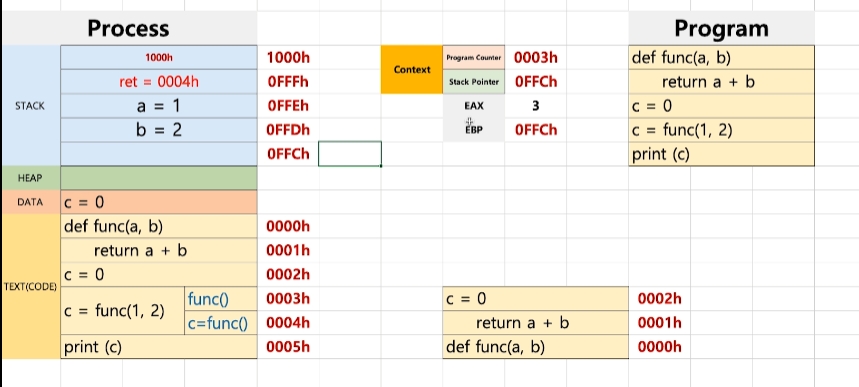 Process Program
1000h 1000h Program Counter 0003h def func(a, b)
ret = 0004h 0FFFh Context Stack Pointer 0FFCh return a + b
STACK a = 1 0FFEh EAX 3 c = 0
b = 2 0FFDh EBP 0FFCh c = func(1, 2)
0FFCh print (c)
HEAP
DATA c = 0
def func(a, b) 0000h
return a + b 0001h
c = 0 0002h
TEXT(CODE) c = func(1, 2) func() 0003h c = 0 0002h
c=func() 0004h return a + b 0001h
print (c) 0005h def func(a, b) 0000h